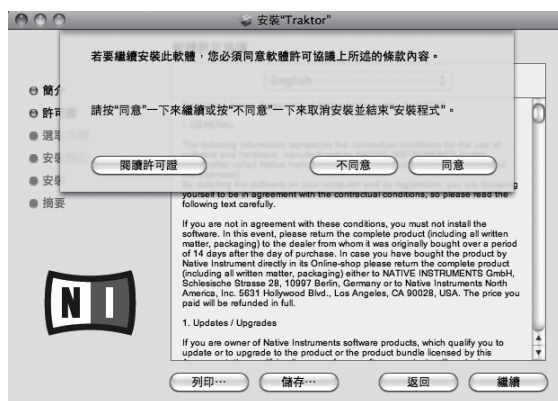 安裝"Traktor"
若要繼續安裝此軟體，您必須同意軟體許可協議上所述的條款內容。
請按"同意"一下來繼續或按"不同意"一下來取消安裝並結束"安裝程式"。
閱讀許可證
不同意
同意
簡介
許可
選取
安裝
安裝
摘要
English
1. GENERAL
yourself to be in agreement with the contractual conditions, so please read the
following text carefully.
If you are not in agreement with these conditions, you must not install the
software. In this event, please return the complete product (including all written
matter, packaging) to the dealer from whom it was originally bought over a period
of 14 days after the day of purchase. In case you have bought the product by
Native Instrument directly in its Online-shop please return the complete product
(including all written matter, packaging) either to NATIVE INSTRUMENTS GmbH,
Schlesische Strasse 28, 10997 Berlin, Germany or to Native Instruments North
America, Inc. 5631 Hollywood Blvd., Los Angeles, CA 90028, USA. The price you
paid will be refunded in full.
1. Updates / Upgrades
If you are owner of Native Instruments software products, which qualify you to
update or to upgrade to the product or the product bundle licensed by this
NI
列印⋯
儲存⋯
返回
繼續